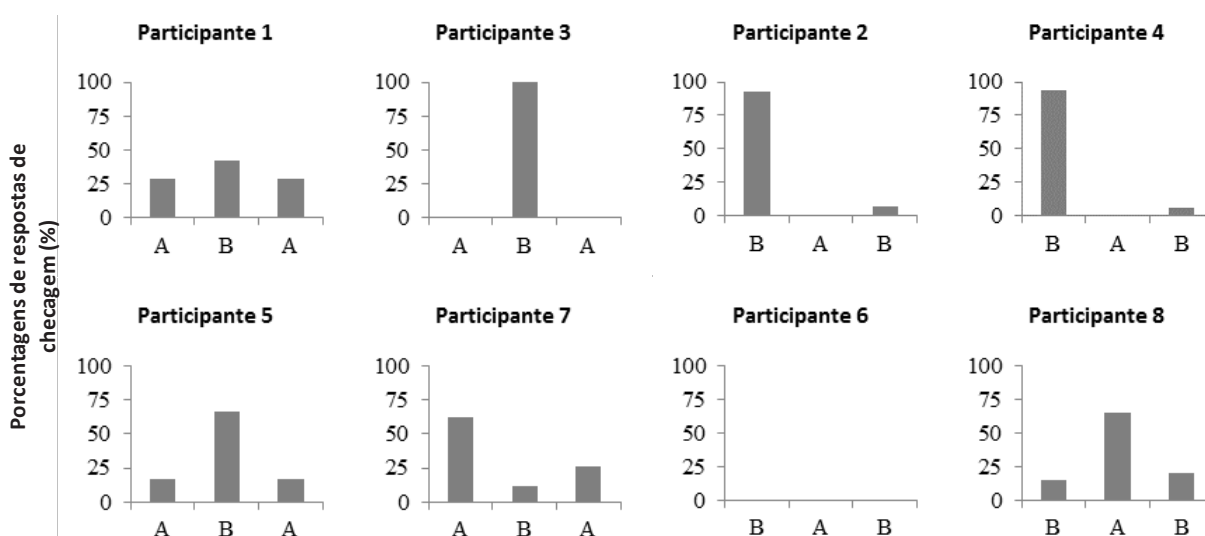 Porcentagens de respostas de
checagem (%)
Participante 1
100
75
50
25
0
A B A
Participante 3
100
75
50
25
0
A B A
Participante 2
100
75
50
25
0
B A B
Participante 4
100
75
50
25
0
B A B
Participante 5
100
75
50
25
0
A B A
Participante 7
100
75
50
25
0
A B A
Participante 6
100
75
50
25
0
B A B
Participante 8
100
75
50
25
0
B A B